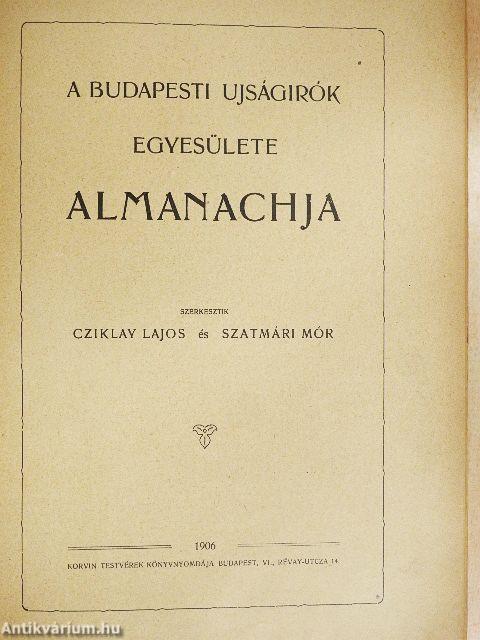 A BUDAPESTI UJSÁGIRÓK
EGYESÜLETE
ALMANACHJA
SZERKESZTIK
CZIKLAY LAJOS és SZATMÁRI MÓR
1906
KORVIN TESTVÉREK KÖNYVNYOMDÁJA BUDAPEST, VI., RÉVAY-UTCZA 14.
Antikvárium.hu